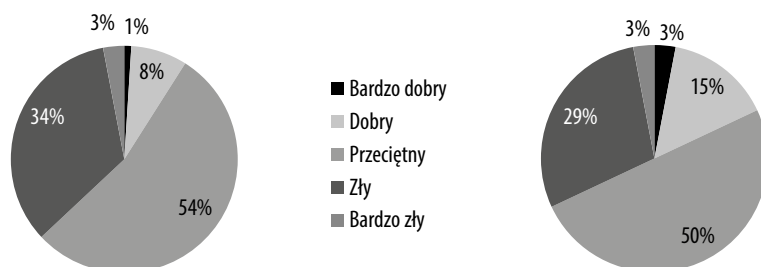 3% 1%
8%
34%
54%
Bardzo dobry
Dobry
Przeciętny
Zły
Bardzo zły
3% 3%
15%
29%
50%